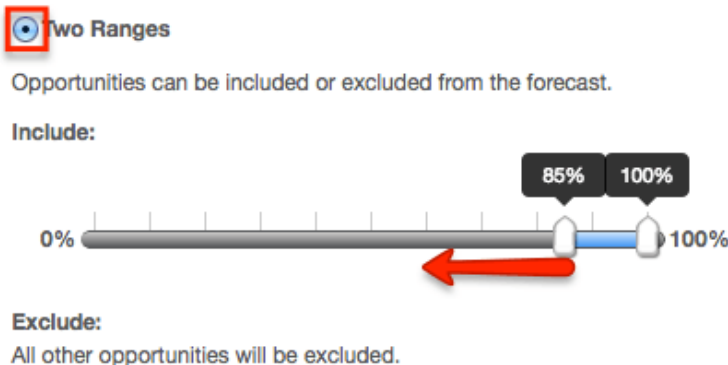 Two Ranges
Opportunities can be included or excluded from the forecast.
Include:
85% 100%
0% 100%
Exclude:
All other opportunities will be excluded.